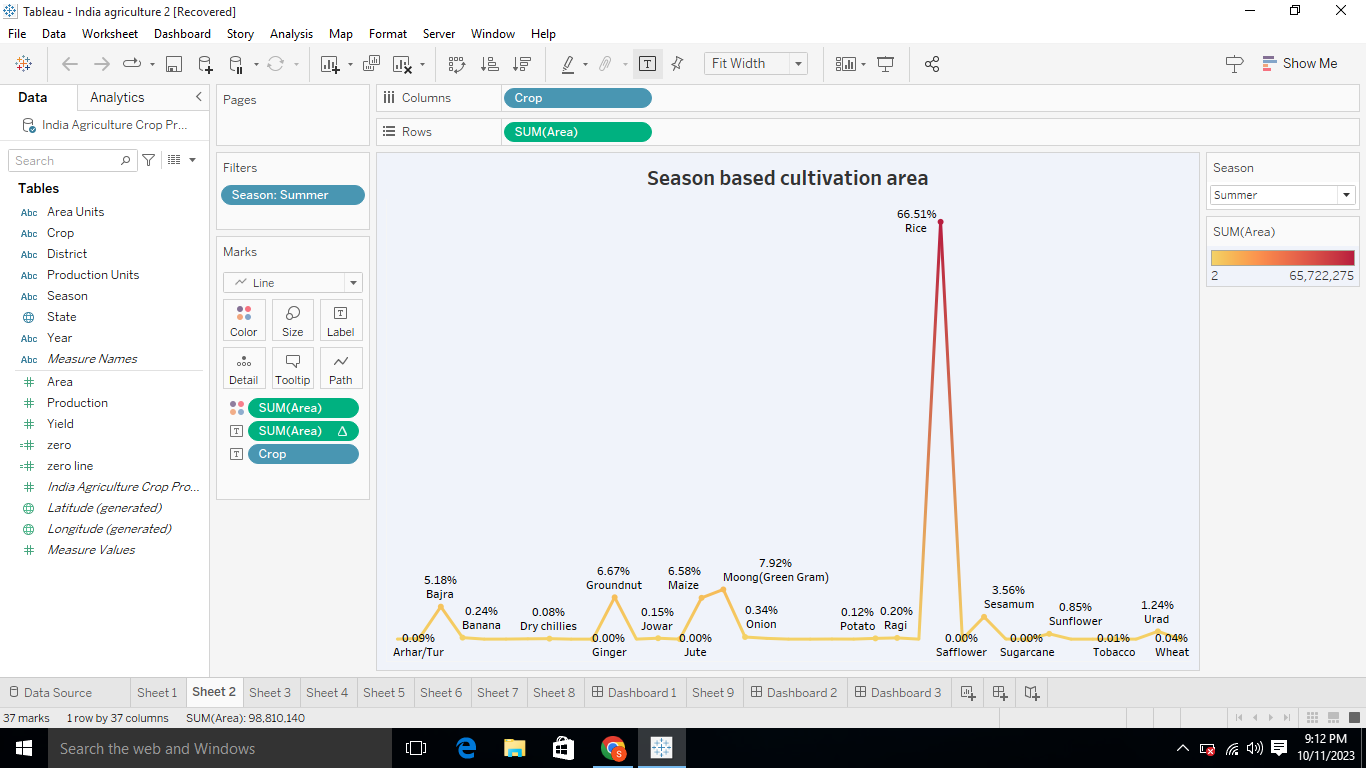 Tableau - India agriculture 2 [Recovered]
File Data Worksheet Dashboard Story Analysis Map Format Server Window Help
Fit Width
Show Me
Data Analytics
India Agriculture Crop Pr...
Search
Tables
Abc Area Units
Abc Crop
Abc District
Abc Production Units
Abc Season
State
Abc Year
Abc Measure Names
# Area
# Production
# Yield
=# zero
=# zero line
# India Agriculture Crop Pro...
Latitude (generated)
Longitude (generated)
# Measure Values
Pages
Filters
Season: Summer
Marks
Line
Color Size Label
Detail Tooltip Path
SUM(Area)
SUM(Area) Δ
Crop
Columns Crop
Rows SUM(Area)
Season based cultivation area
66.51%
Rice
5.18%
Bajra
0.24%
Banana
0.08%
Dry chillies
6.67%
Groundnut
0.15%
Jowar
6.58%
Maize
7.92%
Moong(Green Gram)
0.34%
Onion
0.12%
Potato
0.20%
Ragi
3.56%
Sesamum
0.85%
Sunflower
1.24%
Urad
0.09%
Arhar/Tur
0.00%
Ginger
0.00%
Jute
0.00%
Safflower
0.00%
Sugarcane
0.01%
Tobacco
0.04%
Wheat
Season
Summer
SUM(Area)
2 65,722,275
Data Source Sheet 1 Sheet 2 Sheet 3 Sheet 4 Sheet 5 Sheet 6 Sheet 7 Sheet 8 Dashboard 1 Sheet 9 Dashboard 2 Dashboard 3
37 marks 1 row by 37 columns SUM(Area): 98,810,140
Search the web and Windows
9:12 PM
10/11/2023